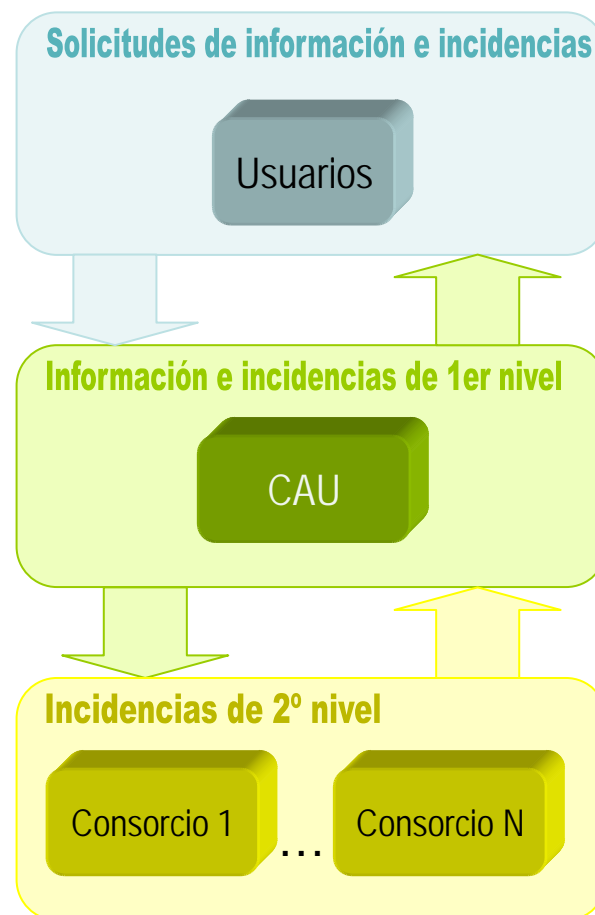 Solicitudes de información e incidencias
Usuarios
Información e incidencias de 1er nivel
CAU
Incidencias de 2º nivel
Consorcio 1 ... Consorcio N